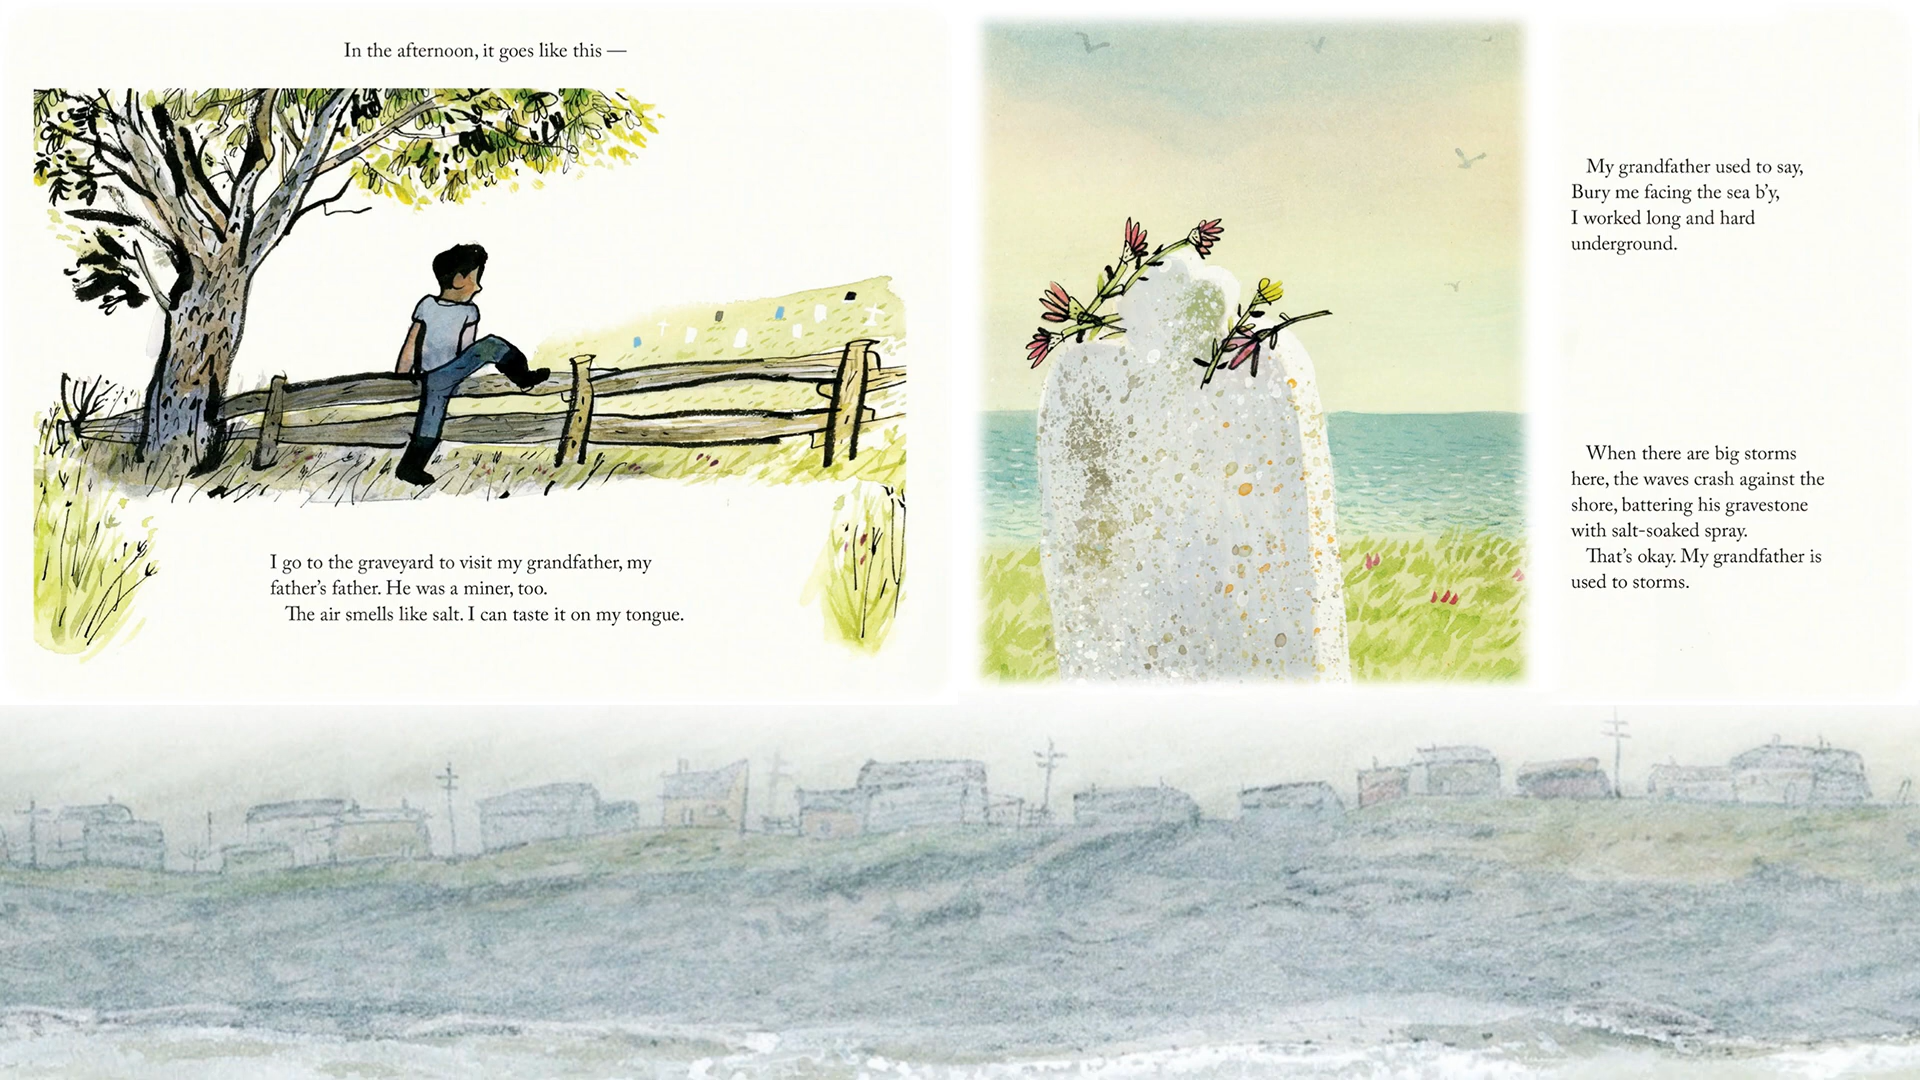 In the afternoon, it goes like this —
I go to the graveyard to visit my grandfather, my
father's father. He was a miner, too.
The air smells like salt. I can taste it on my tongue.
My grandfather used to say,
Bury me facing the sea b'y,
I worked long and hard
underground.
When there are big storms
here, the waves crash against the
shore, battering his gravestone
with salt-soaked spray.
That's okay. My grandfather is
used to storms.